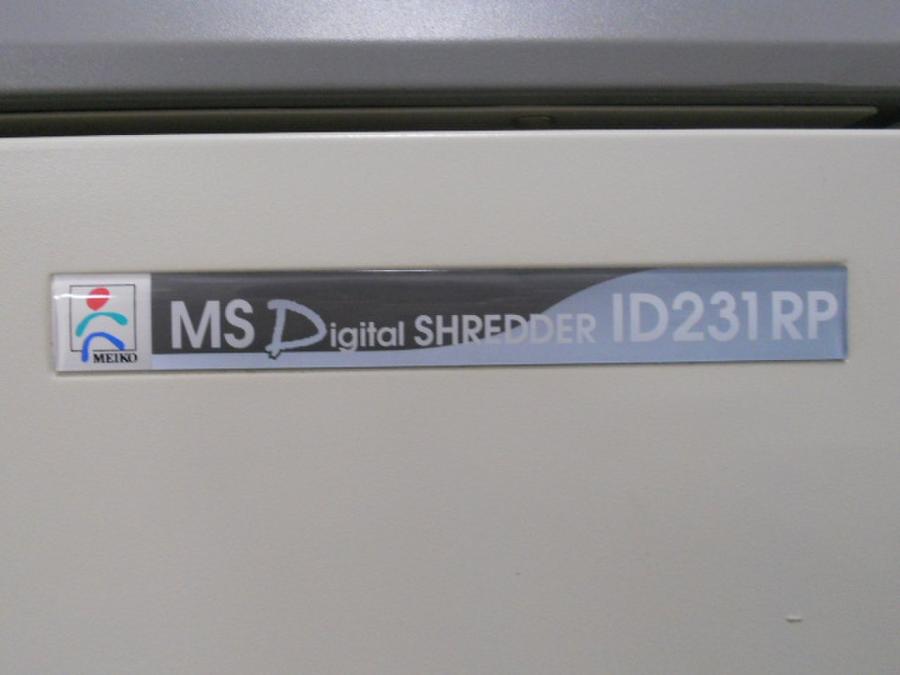 MEIKO
MS Digital SHREDDER ID231RP